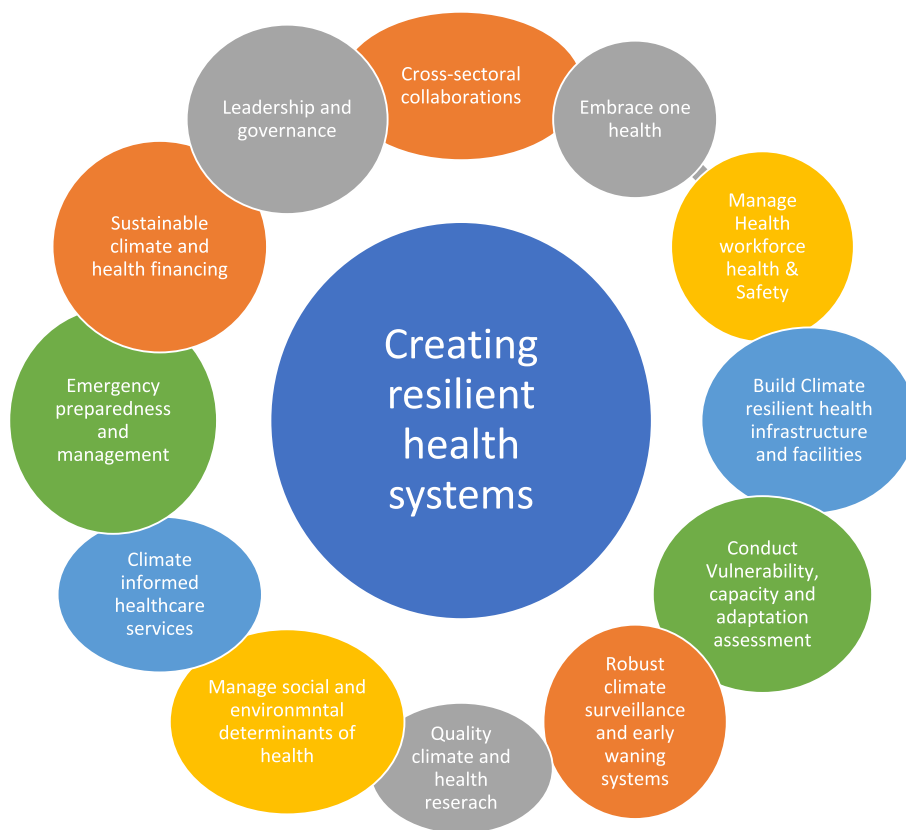 Cross-sectoral
collaborations
Embrace one
health
Manage
Health
workforce
health &
Safety
Build Climate
resilient health
infrastructure
and facilities
Conduct
Vulnerability,
capacity and
adaptation
assessment
Robust
climate
surveillance
and early
waning
systems
Quality
climate and
health
reserach
Manage social and
environmntal
determinants of
health
Climate
informed
healthcare
services
Emergency
preparedness
and
management
Sustainable
climate and
health financing
Leadership and
governance
Creating
resilient
health
systems